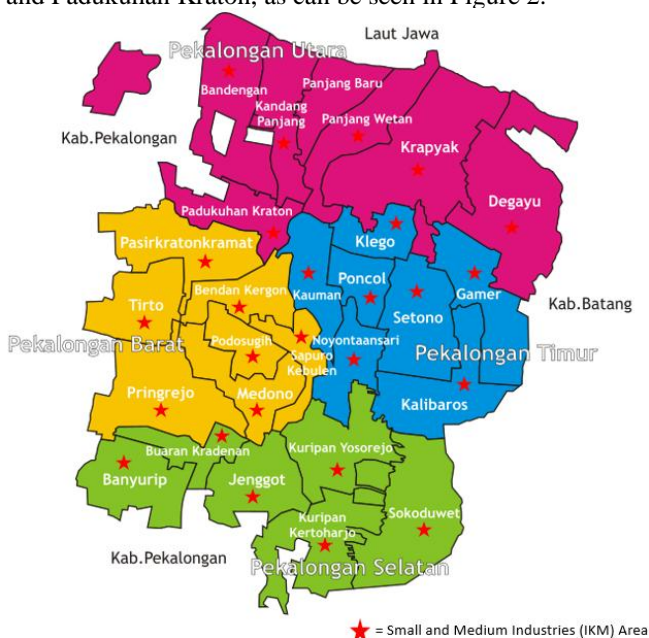 and Padukuhan Kraton, as can be seen in Figure 2.
Laut Jawa
Pekalongan Utara
Bandengan
Panjang Baru
Kandang
Panjang
Panjang Wetan
Kab.Pekalongan
Krapyak
Degayu
Padukuhan Kraton
Pasirkratonkramat
Klego
Poncol
Bendan Kergon
Kauman
Gamer
Tirto
Setono
Kab.Batang
Pekalongan Barat
Podosugih
Noyontaansari
Sapuro
Kebulen
Pekalongan Timur
Pringrejo
Medono
Kalibaros
Buaran Kradenan
Kuripan Yosorejo
Banyurip
Jenggot
Kuripan
Kertoharjo
Sokoduwet
Kab.Pekalongan
Pekalongan Selatan
= Small and Medium Industries (IKM) Area